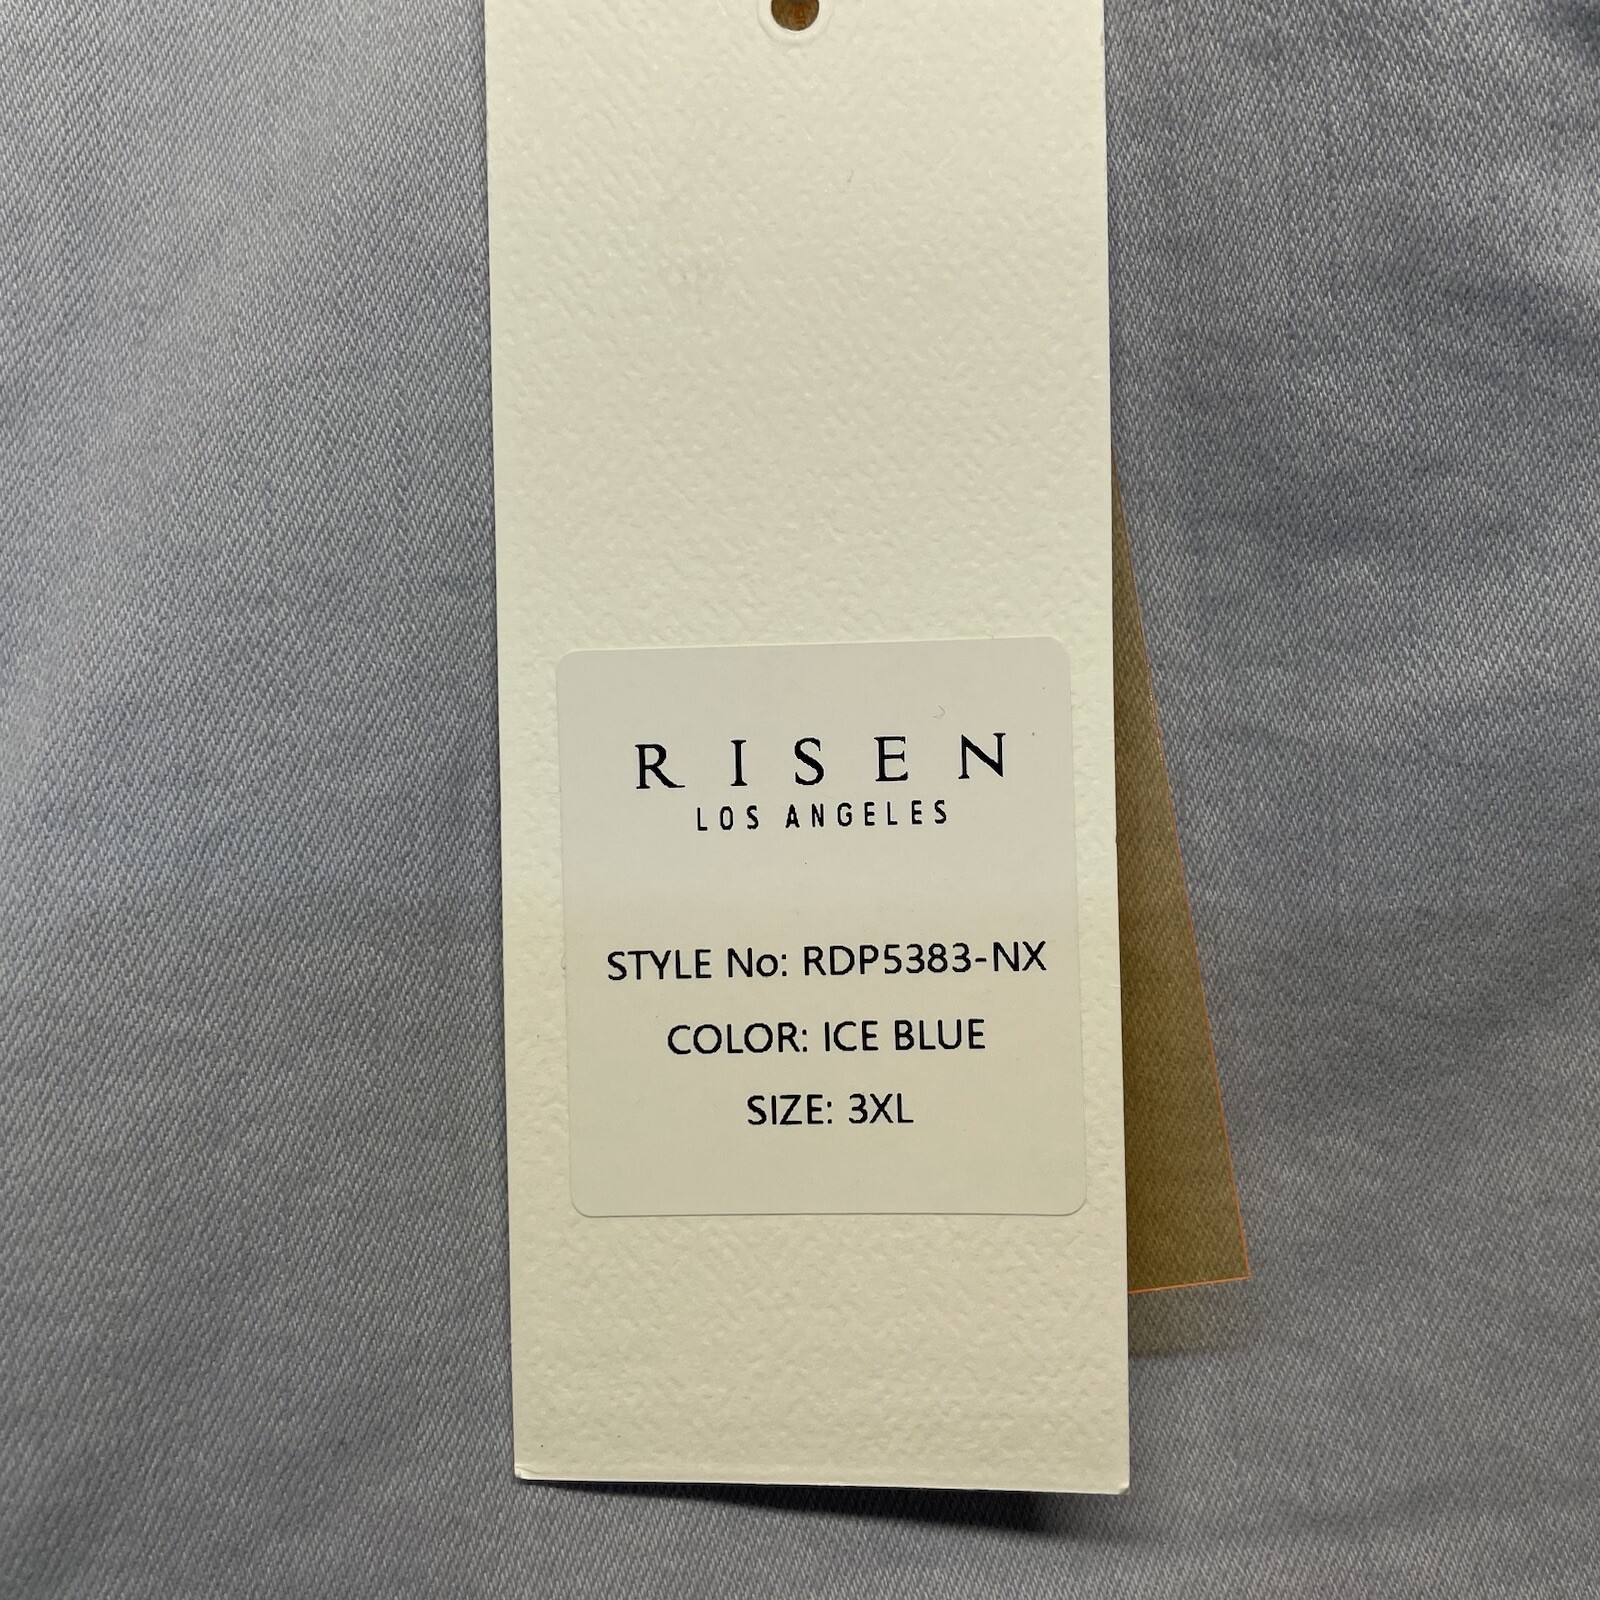 RISEN
LOS ANGELES
STYLE No: RDP5383-NX
COLOR: ICE BLUE
SIZE: 3XL